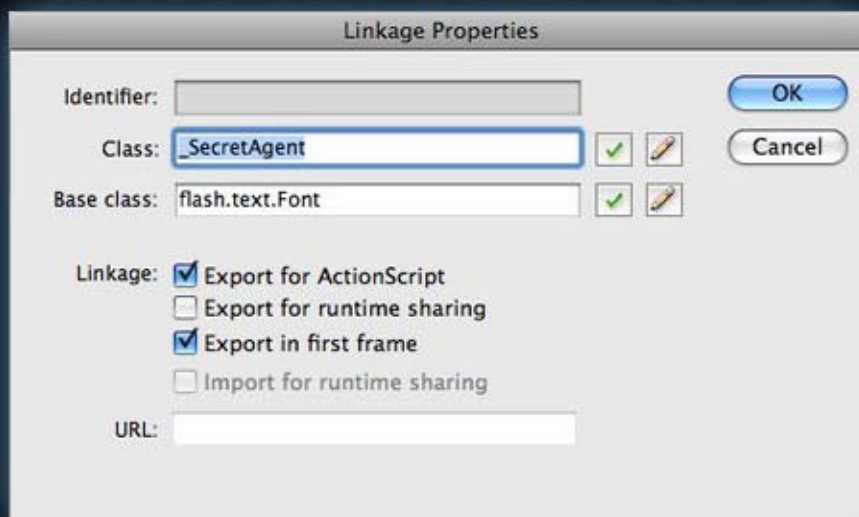 Linkage Properties
Identifier:
OK
Class: _SecretAgent
Cancel
Base class: flash.text.Font
Linkage: Export for ActionScript
Export for runtime sharing
Export in first frame
Import for runtime sharing
URL: